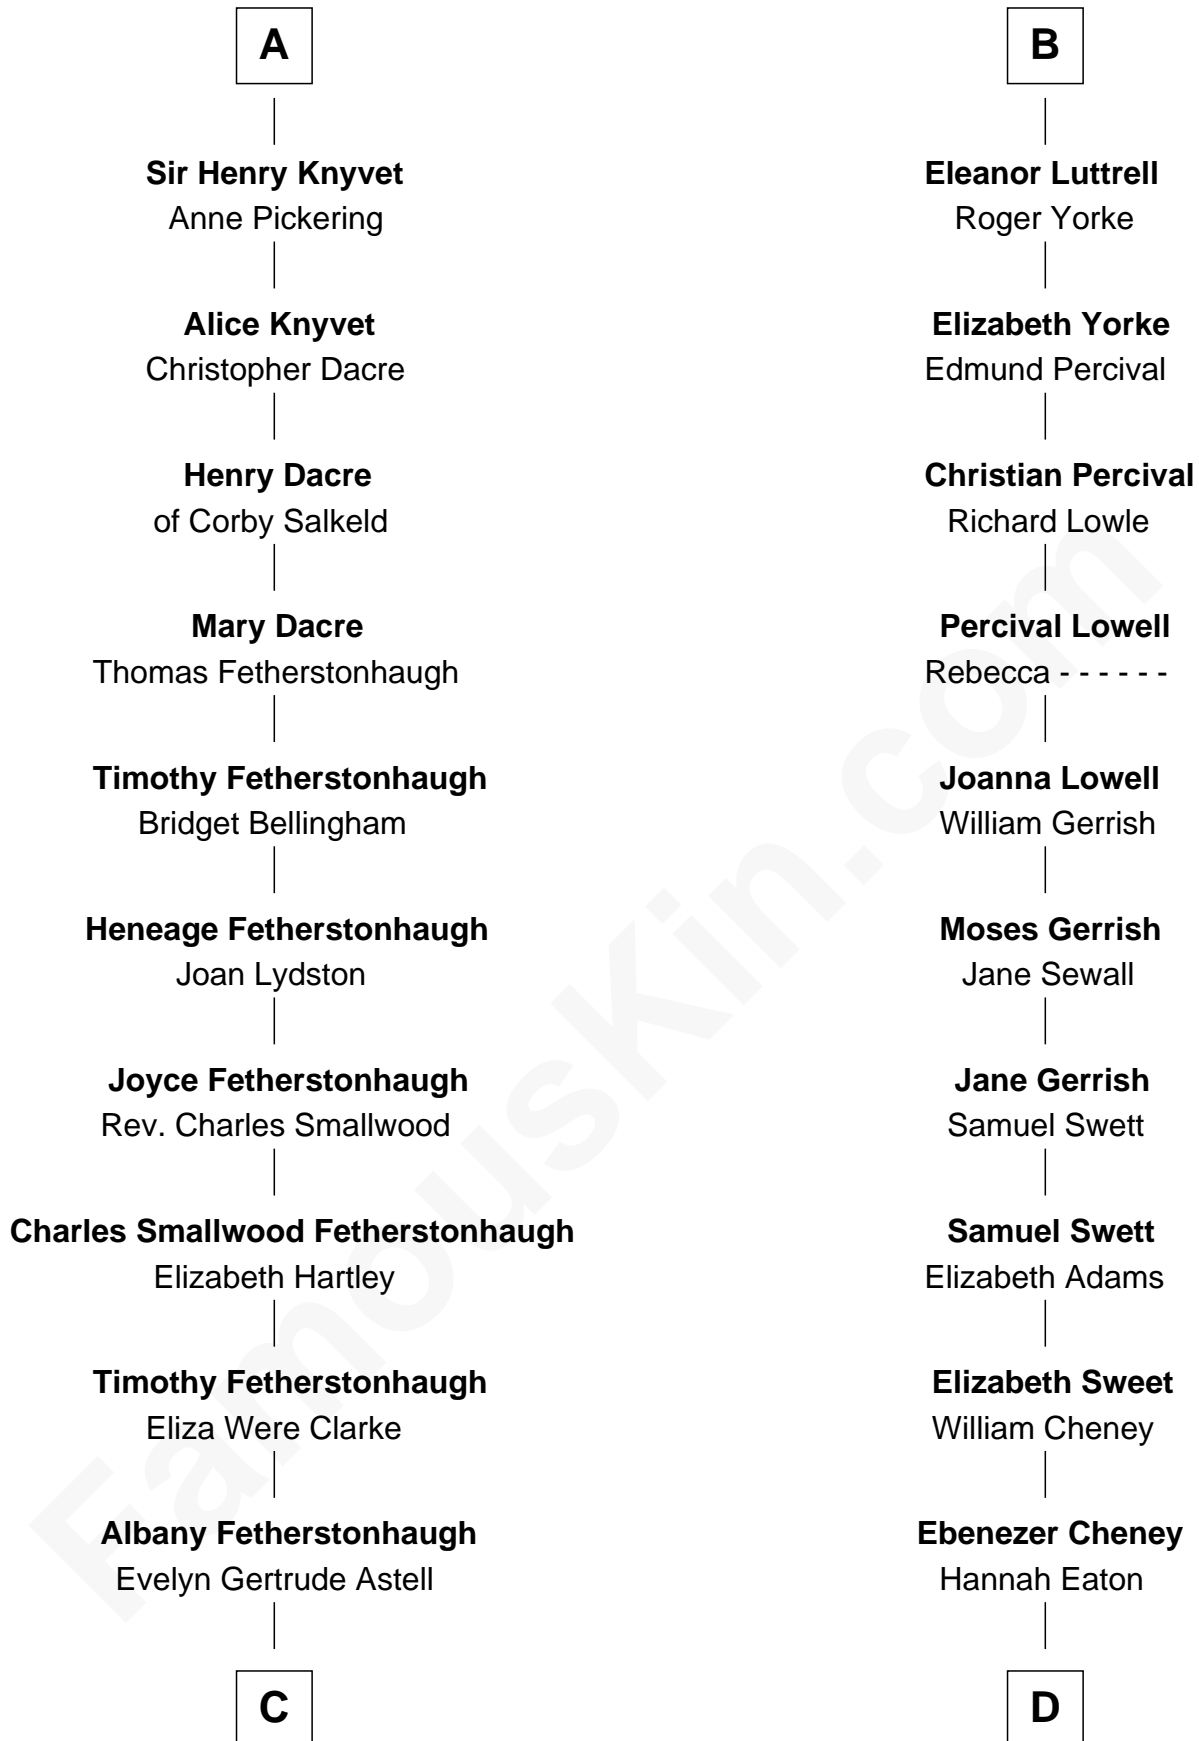 A
Sir Henry Knyvet
Anne Pickering
Alice Knyvet
Christopher Dacre
Henry Dacre
of Corby Salkeld
Mary Dacre
Thomas Fetherstonhaugh
Timothy Fetherstonhaugh
Bridget Bellingham
Heneage Fetherstonhaugh
Joan Lydston
Joyce Fetherstonhaugh
Rev. Charles Smallwood
Charles Smallwood Fetherstonhaugh
Elizabeth Hartley
Timothy Fetherstonhaugh
Eliza Were Clarke
Albany Fetherstonhaugh
Evelyn Gertrude Astell
C
B
Eleanor Luttrell
Roger Yorke
Elizabeth Yorke
Edmund Percival
Christian Percival
Richard Lowle
Percival Lowell
Rebecca - - - - - -
Joanna Lowell
William Gerrish
Moses Gerrish
Jane Sewall
Jane Gerrish
Samuel Swett
Samuel Swett
Elizabeth Adams
Elizabeth Sweet
William Cheney
Ebenezer Cheney
Hannah Eaton
D
FamousKin.com